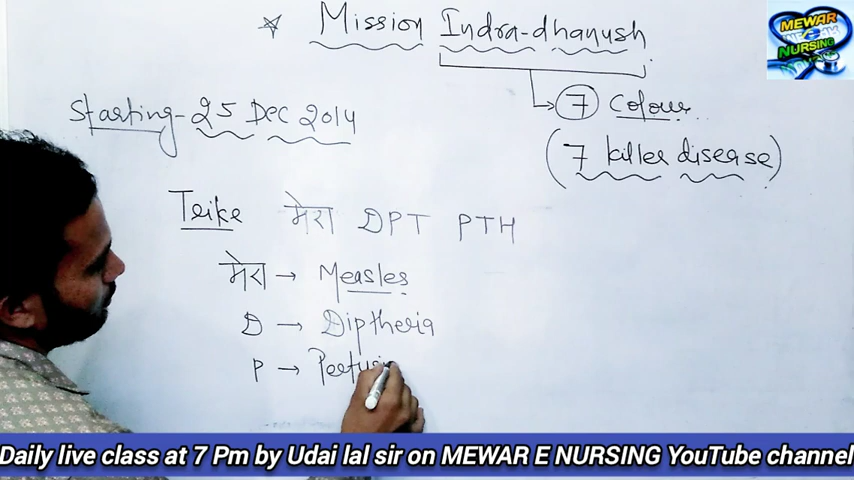 ☆ Mission Indra-dhanush
MEWAR
E
NURSING
→ 7 Colour
Starting - 25 Dec 2014
(7 killer disease)
Trike मेरा DPT PTH
मेरा → Measles
D → Diptheria
P → Pertusi
Daily live class at 7 Pm by Udai lal sir on MEWAR E NURSING YouTube channel